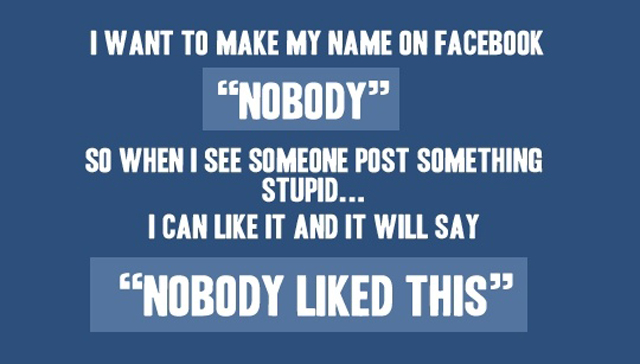 I WANT TO MAKE MY NAME ON FACEBOOK
“NOBODY”
SO WHEN I SEE SOMEONE POST SOMETHING
STUPID...
I CAN LIKE IT AND IT WILL SAY
“NOBODY LIKED THIS”